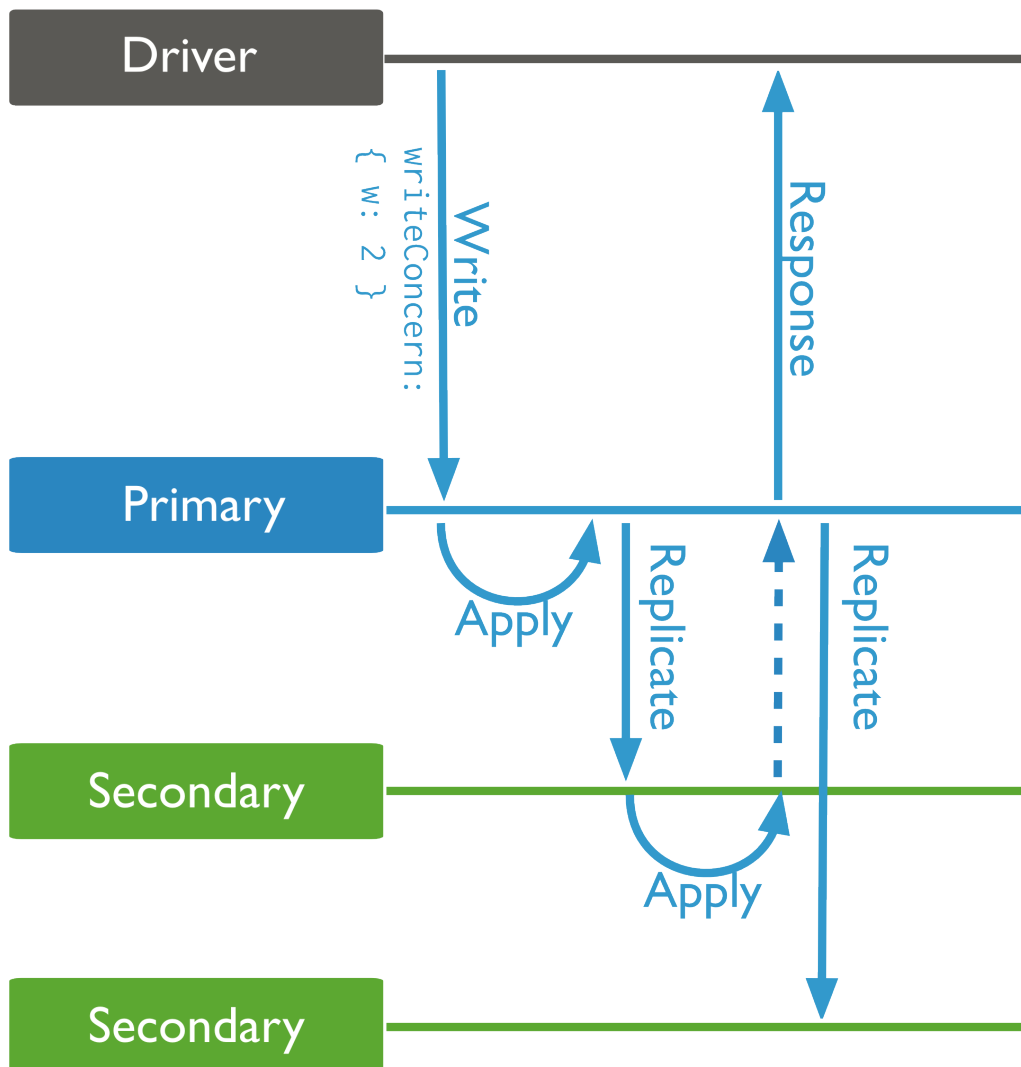 Driver
writeConcern:
{ w: 2 }
Write
Response
Primary
Apply
Replicate
Replicate
Secondary
Apply
Secondary